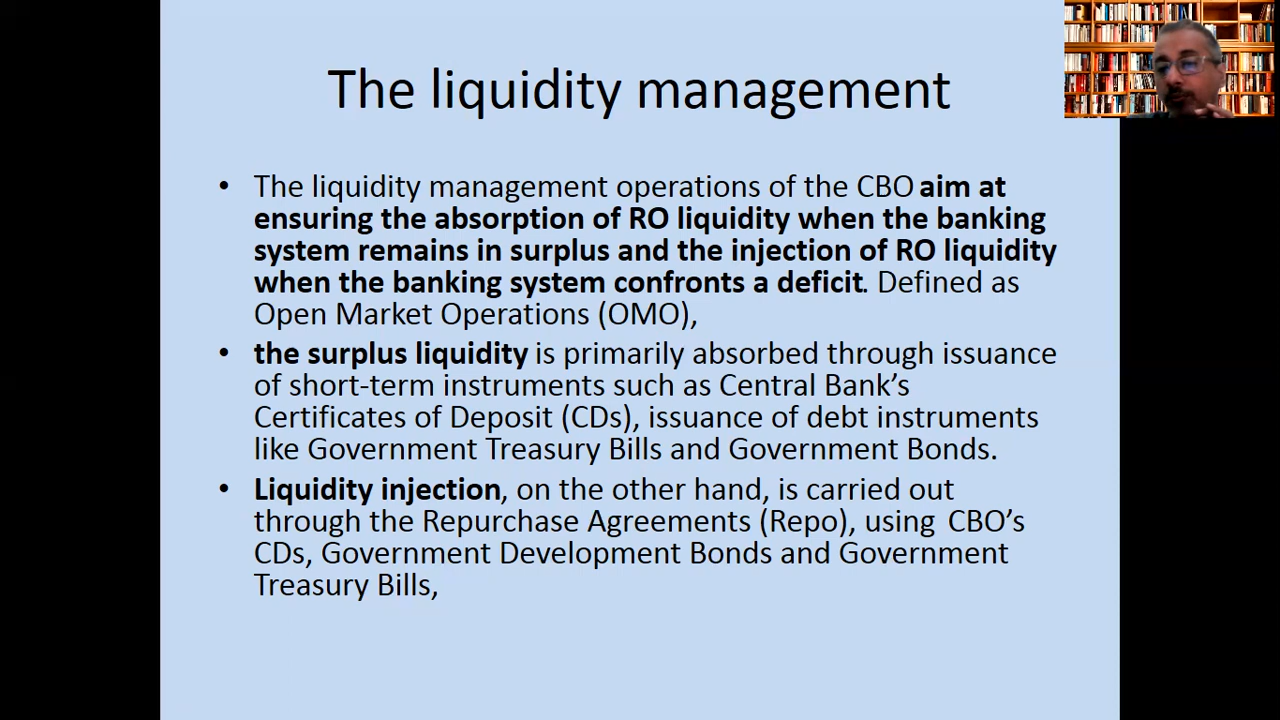 The liquidity management
• The liquidity management operations of the CBO aim at
ensuring the absorption of RO liquidity when the banking
system remains in surplus and the injection of RO liquidity
when the banking system confronts a deficit. Defined as
Open Market Operations (OMO),
• the surplus liquidity is primarily absorbed through issuance
of short-term instruments such as Central Bank’s
Certificates of Deposit (CDs), issuance of debt instruments
like Government Treasury Bills and Government Bonds.
• Liquidity injection, on the other hand, is carried out
through the Repurchase Agreements (Repo), using CBO’s
CDs, Government Development Bonds and Government
Treasury Bills,